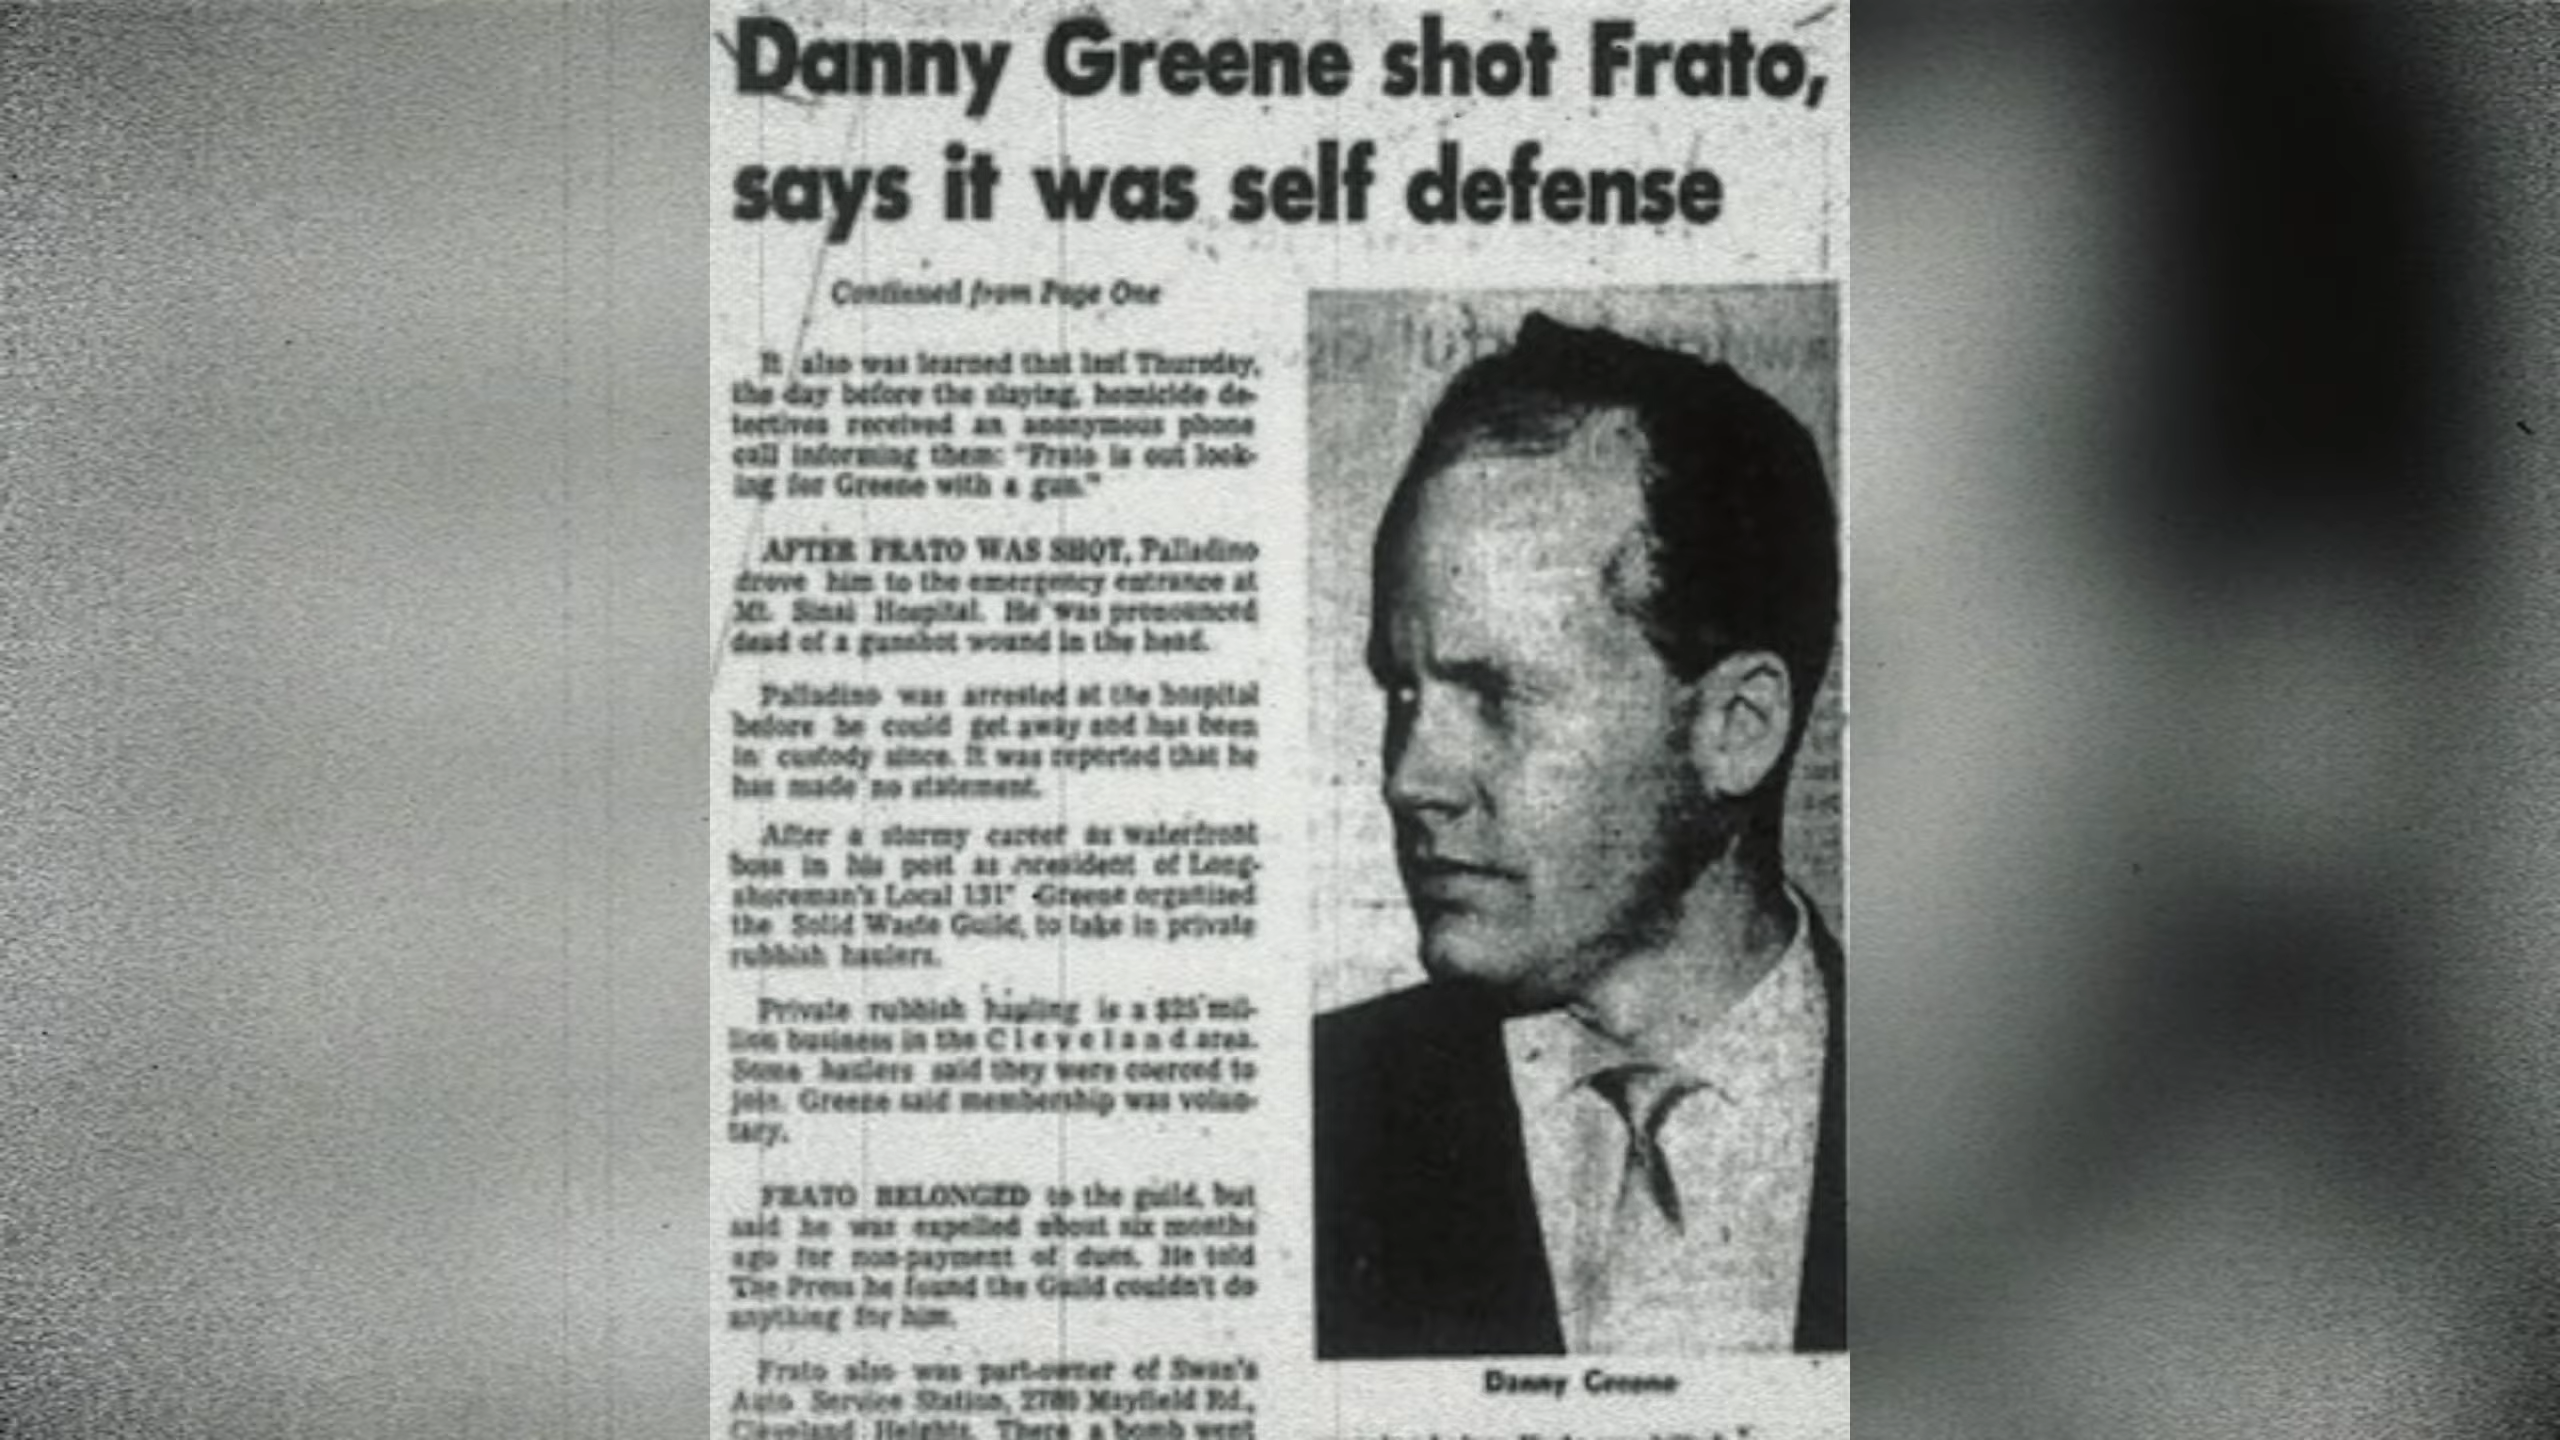 Danny Greene shot Frato,
says it was self defense
Continued from Page One
It also was learned that last Thursday,
the day before the slaying, homicide de-
tectives received an anonymous phone
call informing them: "Frato is out look-
ing for Greene with a gun."
AFTER FRATO WAS SHOT, Palladino
drove him to the emergency entrance at
Mt. Sinai Hospital. He was pronounced
dead of a gunshot wound in the head.
Palladino was arrested at the hospital
before he could get away and has been
in custody since. It was reported that he
has made no statement.
After a stormy career as waterfront
boss in his post as president of Long-
shoreman's Local 131" Greene organized
the Solid Waste Guild, to take in private
rubbish haulers.
Private rubbish hauling is a $25 mil-
lion business in the Cleveland area.
Some haulers said they were coerced to
join. Greene said membership was volun-
tary.
FRATO BELONGED to the guild, but
said he was expelled about six months
ago for non-payment of dues. He told
The Press he found the Guild couldn't do
anything for him.
Frato also was part-owner of Swan's
Auto Service Station, 2780 Mayfield Rd.,
Cleveland Heights. There a bomb went
Danny Greene